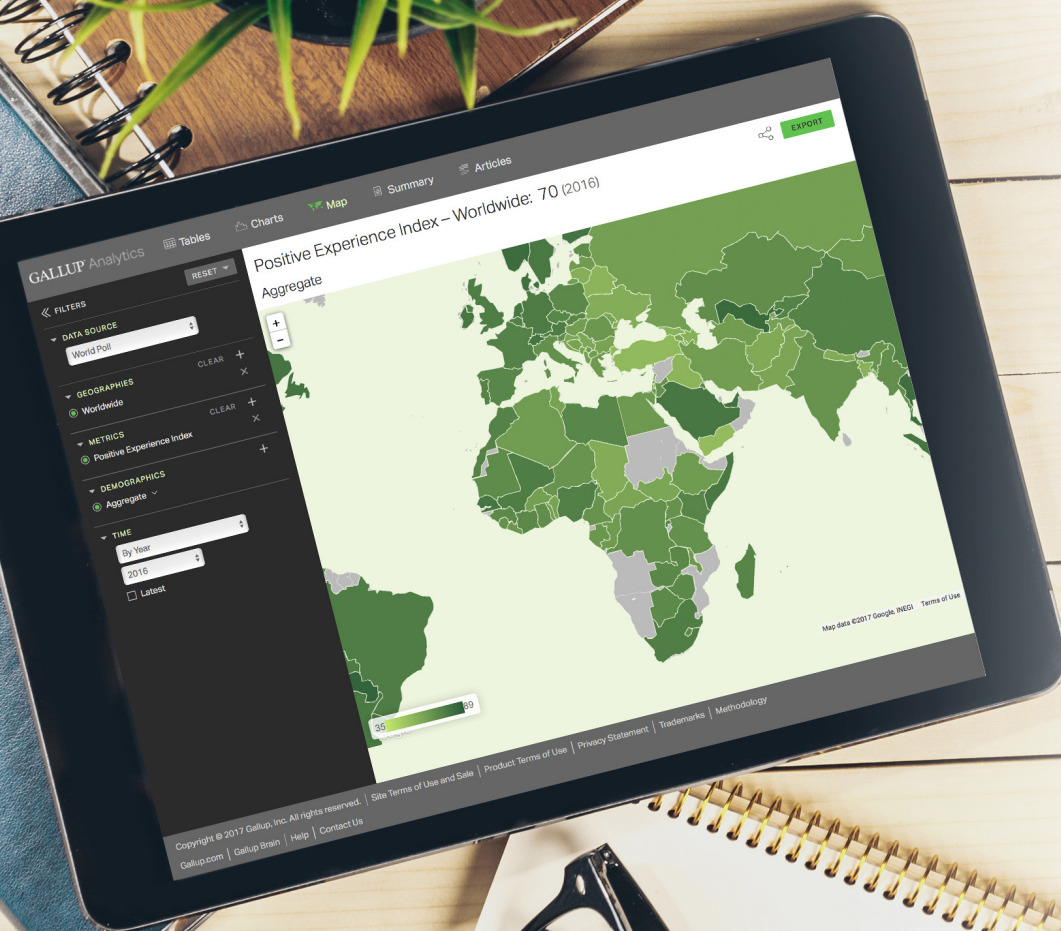 GALLUP Analytics
Tables
Charts
Map
Summary
Articles
EXPORT
FILTERS
RESET
DATA SOURCE
World Poll
GEOGRAPHIES
CLEAR
Worldwide
METRICS
CLEAR
Positive Experience Index
DEMOGRAPHICS
Aggregate
TIME
By Year
2016
Latest
Positive Experience Index – Worldwide: 70 (2016)
Aggregate
+
−
35
89
Map data ©2017 Google, INEGI Terms of Use
Copyright © 2017 Gallup, Inc. All rights reserved. | Site Terms of Use and Sale | Product Terms of Use | Privacy Statement | Trademarks | Methodology
Gallup.com | Gallup Brain | Help | Contact Us